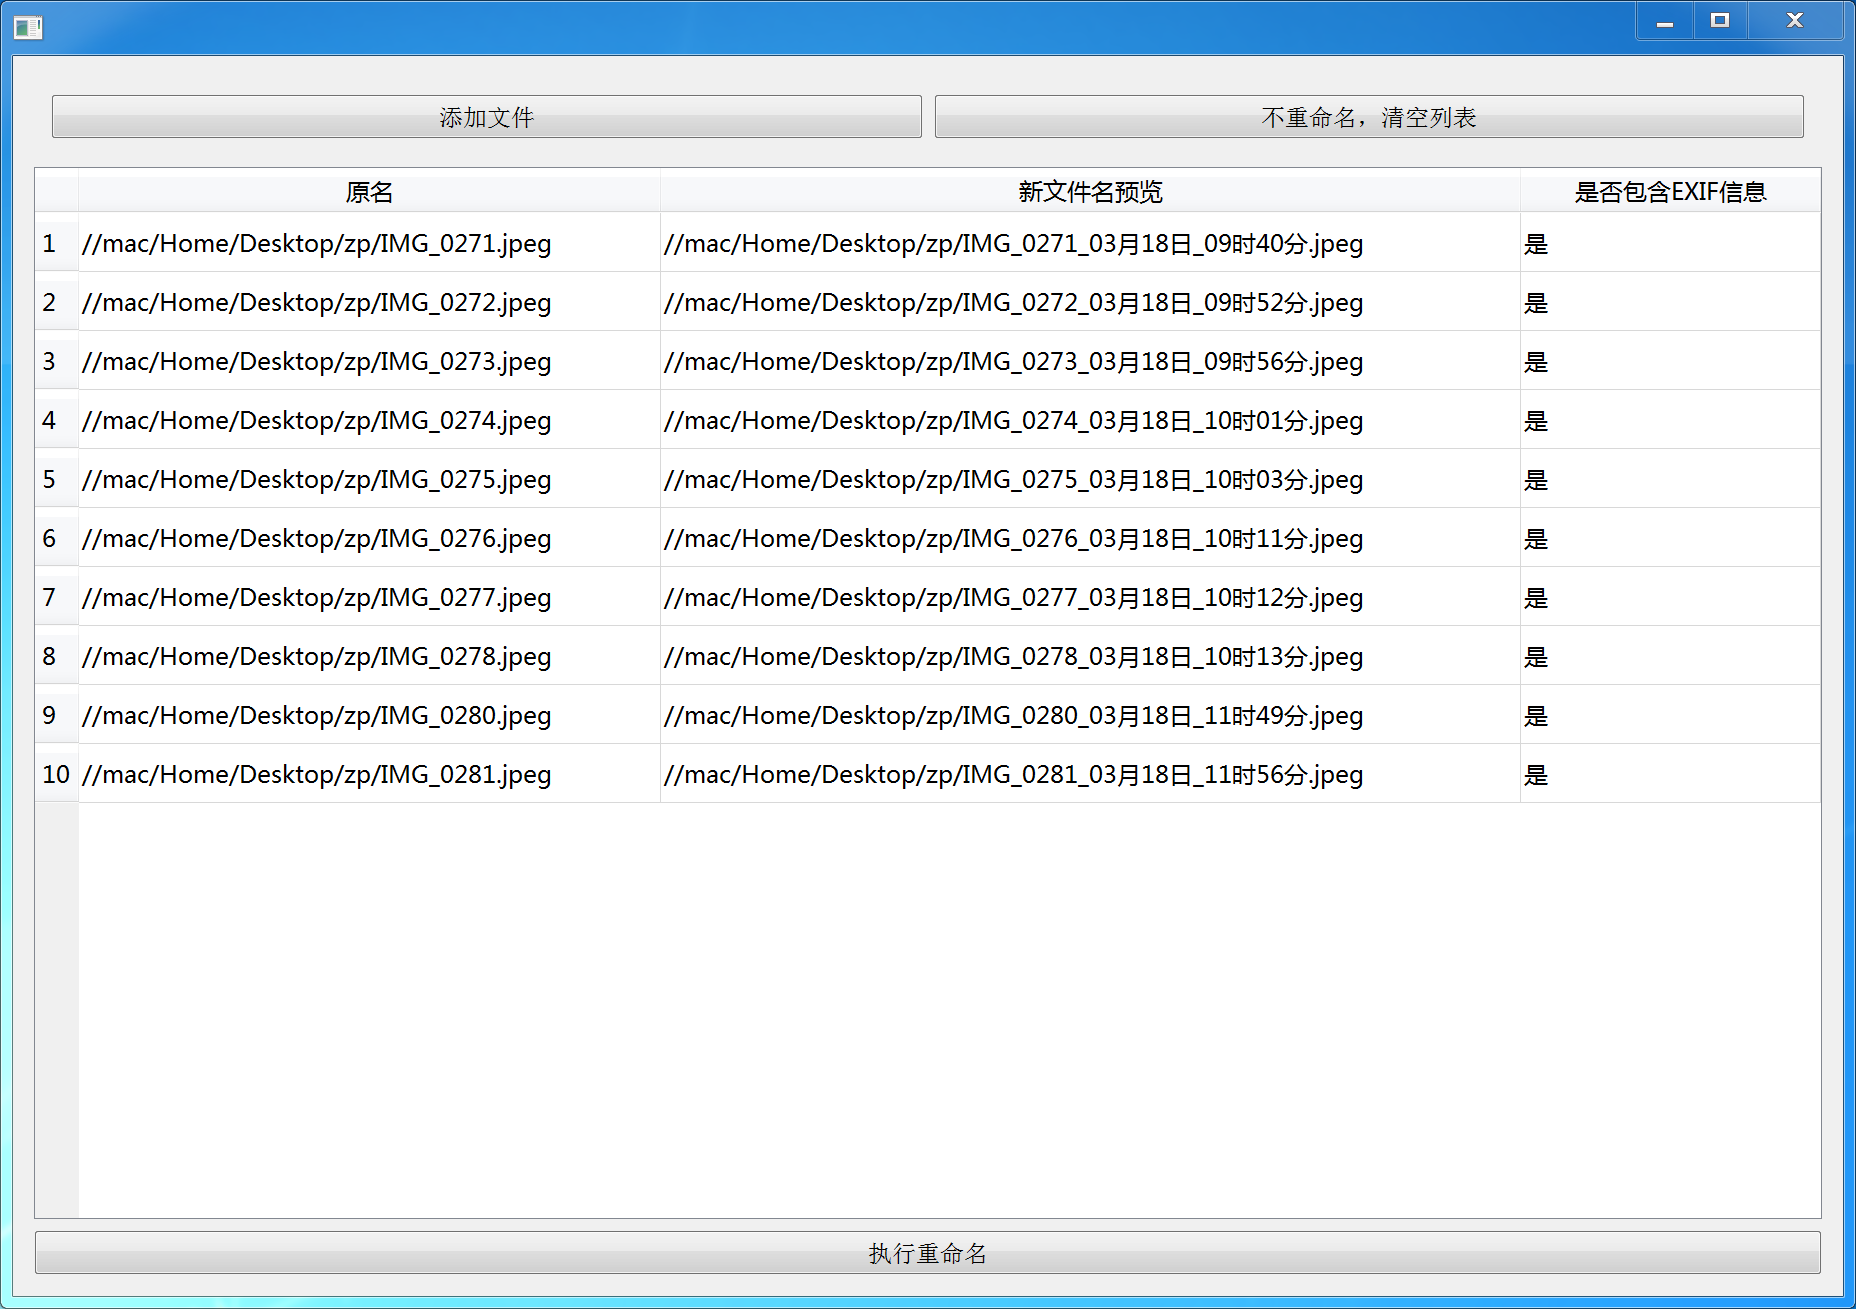 添加文件 不重命名，清空列表
原名 新文件名预览 是否包含EXIF信息
1 //mac/Home/Desktop/zp/IMG_0271.jpeg //mac/Home/Desktop/zp/IMG_0271_03月18日_09时40分.jpeg 是
2 //mac/Home/Desktop/zp/IMG_0272.jpeg //mac/Home/Desktop/zp/IMG_0272_03月18日_09时52分.jpeg 是
3 //mac/Home/Desktop/zp/IMG_0273.jpeg //mac/Home/Desktop/zp/IMG_0273_03月18日_09时56分.jpeg 是
4 //mac/Home/Desktop/zp/IMG_0274.jpeg //mac/Home/Desktop/zp/IMG_0274_03月18日_10时01分.jpeg 是
5 //mac/Home/Desktop/zp/IMG_0275.jpeg //mac/Home/Desktop/zp/IMG_0275_03月18日_10时03分.jpeg 是
6 //mac/Home/Desktop/zp/IMG_0276.jpeg //mac/Home/Desktop/zp/IMG_0276_03月18日_10时11分.jpeg 是
7 //mac/Home/Desktop/zp/IMG_0277.jpeg //mac/Home/Desktop/zp/IMG_0277_03月18日_10时12分.jpeg 是
8 //mac/Home/Desktop/zp/IMG_0278.jpeg //mac/Home/Desktop/zp/IMG_0278_03月18日_10时13分.jpeg 是
9 //mac/Home/Desktop/zp/IMG_0280.jpeg //mac/Home/Desktop/zp/IMG_0280_03月18日_11时49分.jpeg 是
10 //mac/Home/Desktop/zp/IMG_0281.jpeg //mac/Home/Desktop/zp/IMG_0281_03月18日_11时56分.jpeg 是
执行重命名